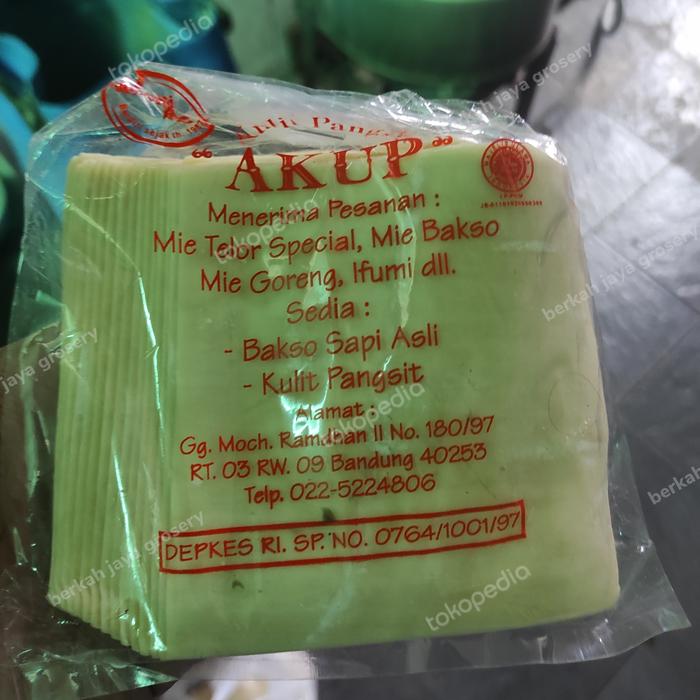 Kulit Pangsit
"AKUP"
Menerima Pesanan :
Mie Telor Special, Mie Bakso
Mie Goreng, Ifumi dll.
Sedia :
- Bakso Sapi Asli
- Kulit Pangsit
Alamat :
Gg. Moch. Ramdhan II No. 180/97
RT. 03 RW. 09 Bandung 40253
Telp. 022-5224806
DEPKES RI. SP. NO. 0764/1001/97
tokopedia
berkah jaya grosery